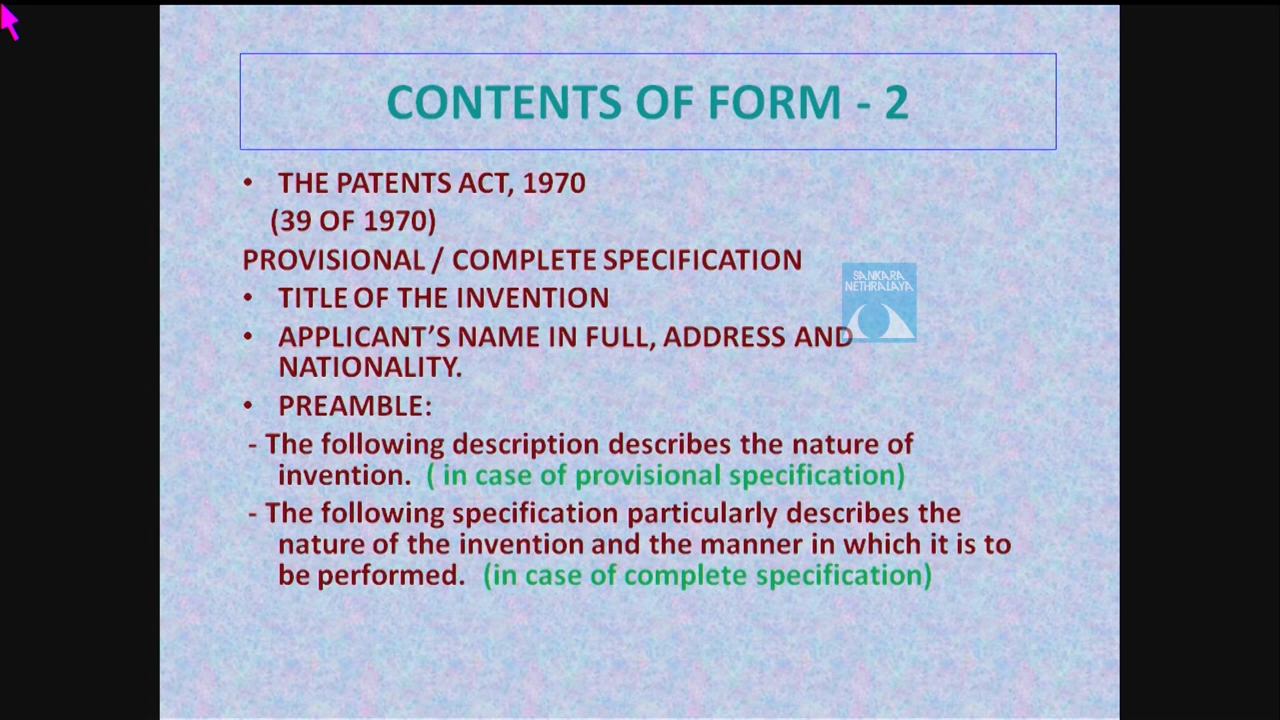 CONTENTS OF FORM - 2
• THE PATENTS ACT, 1970
(39 OF 1970)
PROVISIONAL / COMPLETE SPECIFICATION
SANKARA
NETHRALAYA
• TITLE OF THE INVENTION
• APPLICANT’S NAME IN FULL, ADDRESS AND
NATIONALITY.
• PREAMBLE:
- The following description describes the nature of
invention. ( in case of provisional specification)
- The following specification particularly describes the
nature of the invention and the manner in which it is to
be performed. (in case of complete specification)